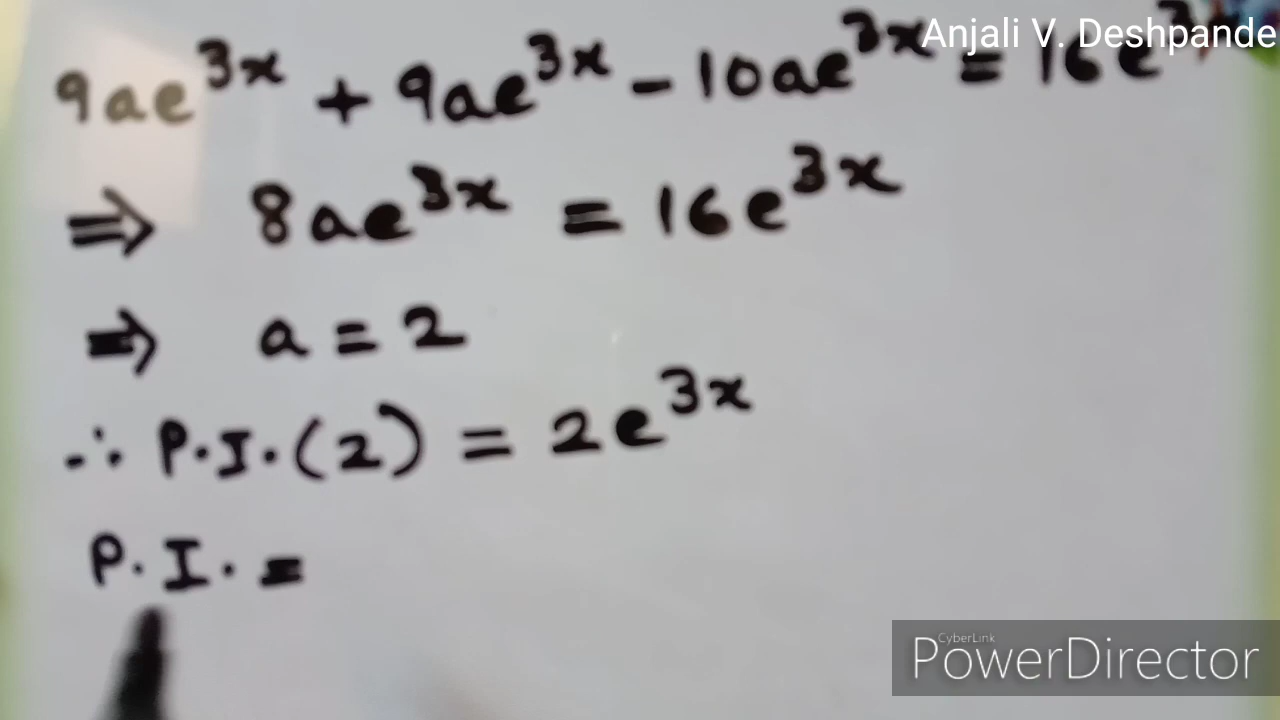 Anjali V. Deshpande
9ae^3x + 9ae^3x - 10ae^3x = 16e^3x
⇒ 8ae^3x = 16e^3x
⇒ a = 2
∴ P.I.(2) = 2e^3x
P.I. =
CyberLink
PowerDirector